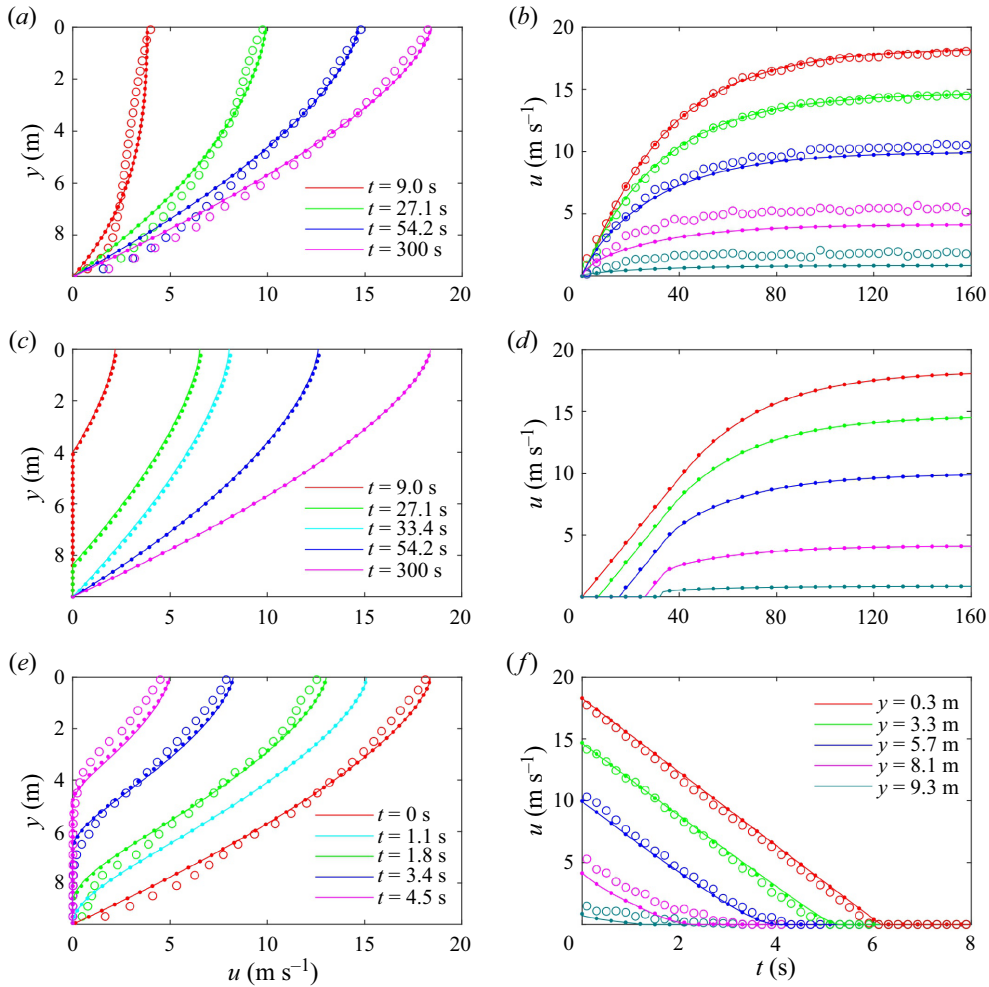 (a)
0
2
4
6
8
y (m)
t = 9.0 s
t = 27.1 s
t = 54.2 s
t = 300 s
0 5 10 15 20
(b)
20
15
10
5
u (m s⁻¹)
0 40 80 120 160
(c)
0
2
4
6
8
y (m)
t = 9.0 s
t = 27.1 s
t = 33.4 s
t = 54.2 s
t = 300 s
0 5 10 15 20
(d)
20
15
10
5
u (m s⁻¹)
0 40 80 120 160
(e)
0
2
4
6
8
y (m)
t = 0 s
t = 1.1 s
t = 1.8 s
t = 3.4 s
t = 4.5 s
0 5 10 15 20
u (m s⁻¹)
(f)
20
15
10
5
u (m s⁻¹)
y = 0.3 m
y = 3.3 m
y = 5.7 m
y = 8.1 m
y = 9.3 m
0 2 4 6 8
t (s)